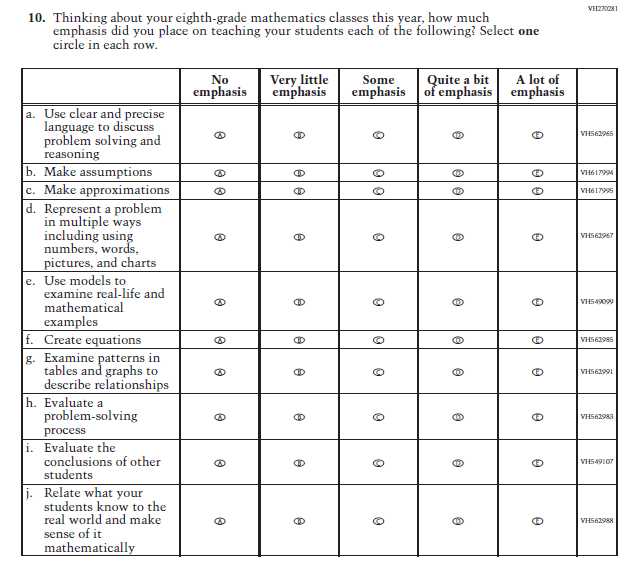 VH270281
10. Thinking about your eighth-grade mathematics classes this year, how much
emphasis did you place on teaching your students each of the following? Select one
circle in each row.
No emphasis Very little emphasis Some emphasis Quite a bit of emphasis A lot of emphasis
a. Use clear and precise
language to discuss
problem solving and
reasoning
A B C D E VH562965
b. Make assumptions A B C D E VH617994
c. Make approximations A B C D E VH617995
d. Represent a problem
in multiple ways
including using
numbers, words,
pictures, and charts
A B C D E VH562967
e. Use models to
examine real-life and
mathematical
examples
A B C D E VH549099
f. Create equations A B C D E VH562985
g. Examine patterns in
tables and graphs to
describe relationships
A B C D E VH562991
h. Evaluate a
problem-solving
process
A B C D E VH562983
i. Evaluate the
conclusions of other
students
A B C D E VH549107
j. Relate what your
students know to the
real world and make
sense of it
mathematically
A B C D E VH562988